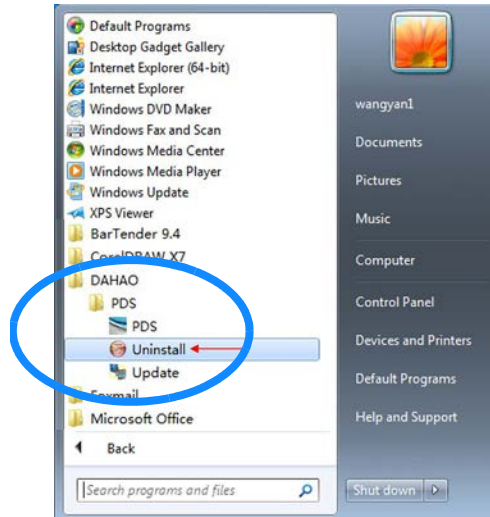 Default Programs
Desktop Gadget Gallery
Internet Explorer (64-bit)
Internet Explorer
Windows DVD Maker
Windows Fax and Scan
Windows Media Center
Windows Media Player
Windows Update
XPS Viewer
BarTender 9.4
CorelDRAW X7
DAHAO
PDS
PDS
Uninstall
Update
Foxmail
Microsoft Office
Back
Search programs and files
wangyan1
Documents
Pictures
Music
Computer
Control Panel
Devices and Printers
Default Programs
Help and Support
Shut down